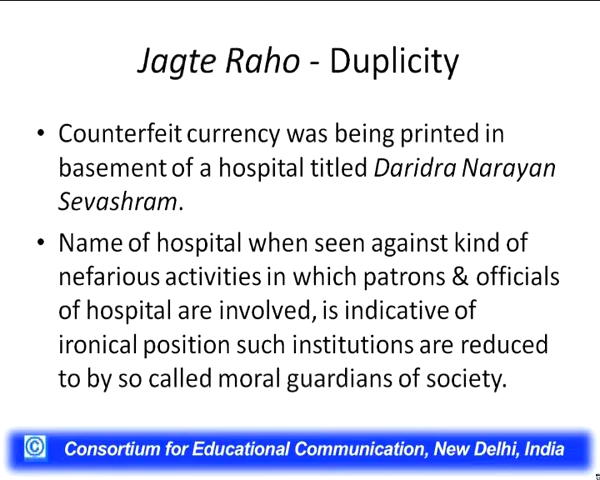 Jagte Raho - Duplicity
• Counterfeit currency was being printed in
basement of a hospital titled Daridra Narayan
Sevashram.
• Name of hospital when seen against kind of
nefarious activities in which patrons & officials
of hospital are involved, is indicative of
ironical position such institutions are reduced
to by so called moral guardians of society.
© Consortium for Educational Communication, New Delhi, India